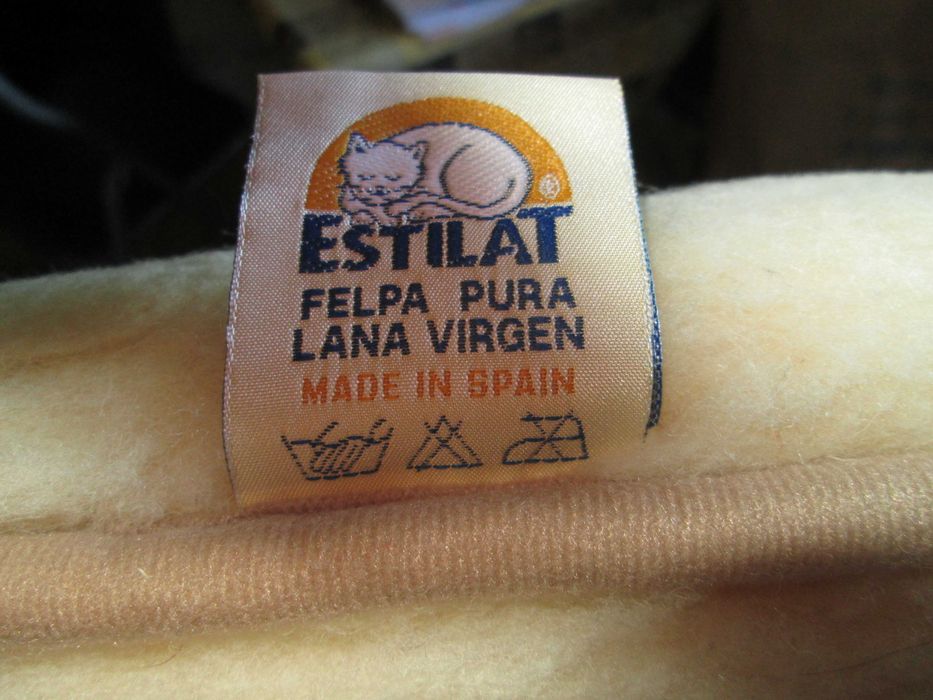 ®
ESTILAT
FELPA PURA
LANA VIRGEN
MADE IN SPAIN